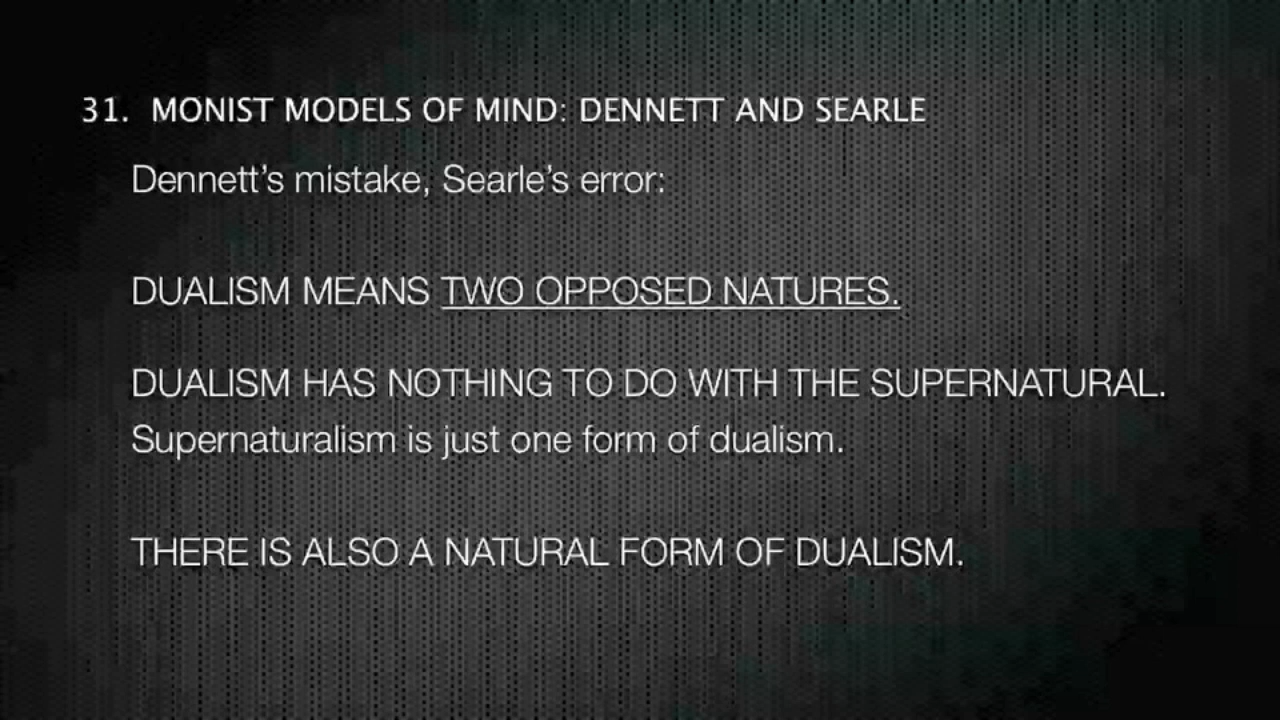 31. MONIST MODELS OF MIND: DENNETT AND SEARLE
Dennett’s mistake, Searle’s error:
DUALISM MEANS TWO OPPOSED NATURES.
DUALISM HAS NOTHING TO DO WITH THE SUPERNATURAL.
Supernaturalism is just one form of dualism.
THERE IS ALSO A NATURAL FORM OF DUALISM.